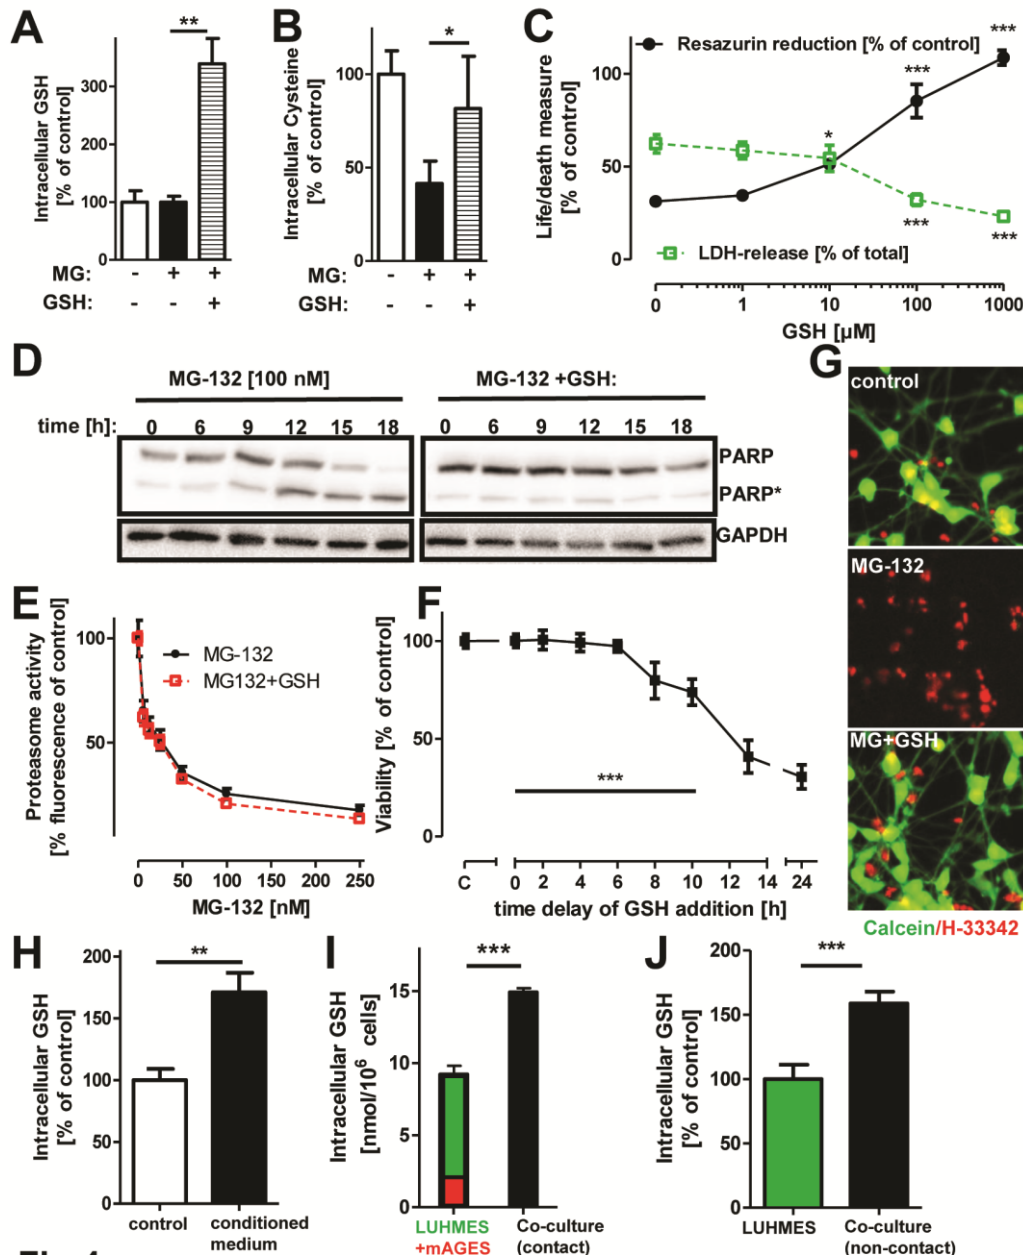 A
Intracellular GSH
[% of control]
300
200
100
0
**
MG: - + +
GSH: - - +
B
Intracellular Cysteine
[% of control]
100
50
0
*
MG: - + +
GSH: - - +
C
Life/death measure
[% of control]
100
50
0
Resazurin reduction [% of control]
***
***
*
***
***
LDH-release [% of total]
0 1 10 100 1000
GSH [µM]
D
MG-132 [100 nM]
MG-132 +GSH:
time [h]: 0 6 9 12 15 18 0 6 9 12 15 18
PARP
PARP*
GAPDH
G
control
MG-132
MG+GSH
Calcein/H-33342
E
Proteasome activity
[% fluorescence of control]
100
50
MG-132
MG132+GSH
0 50 100 150 200 250
MG-132 [nM]
F
Viability [% of control]
100
50
0
***
C 0 2 4 6 8 10 12 14 24
time delay of GSH addition [h]
H
Intracellular GSH
[% of control]
200
150
100
50
0
**
control
conditioned
medium
I
Intracellular GSH
[nmol/10⁶ cells]
15
10
5
0
***
LUHMES
+mAGES
Co-culture
(contact)
J
Intracellular GSH
[% of control]
200
150
100
50
0
***
LUHMES
Co-culture
(non-contact)